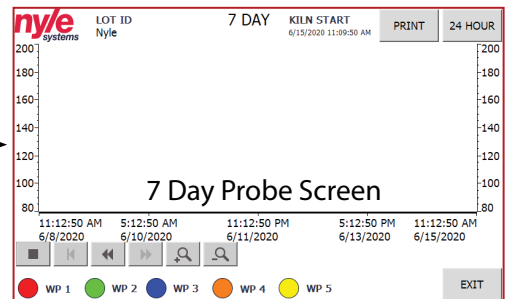 nyle systems LOT ID Nyle 7 DAY KILN START 6/15/2020 11:09:50 AM PRINT 24 HOUR
200 200
180 180
160 160
140 140
120 120
100 100
80 80
7 Day Probe Screen
11:12:50 AM 5:12:50 AM 11:12:50 PM 5:12:50 PM 11:12:50 AM
6/8/2020 6/10/2020 6/11/2020 6/13/2020 6/15/2020
WP 1 WP 2 WP 3 WP 4 WP 5 EXIT